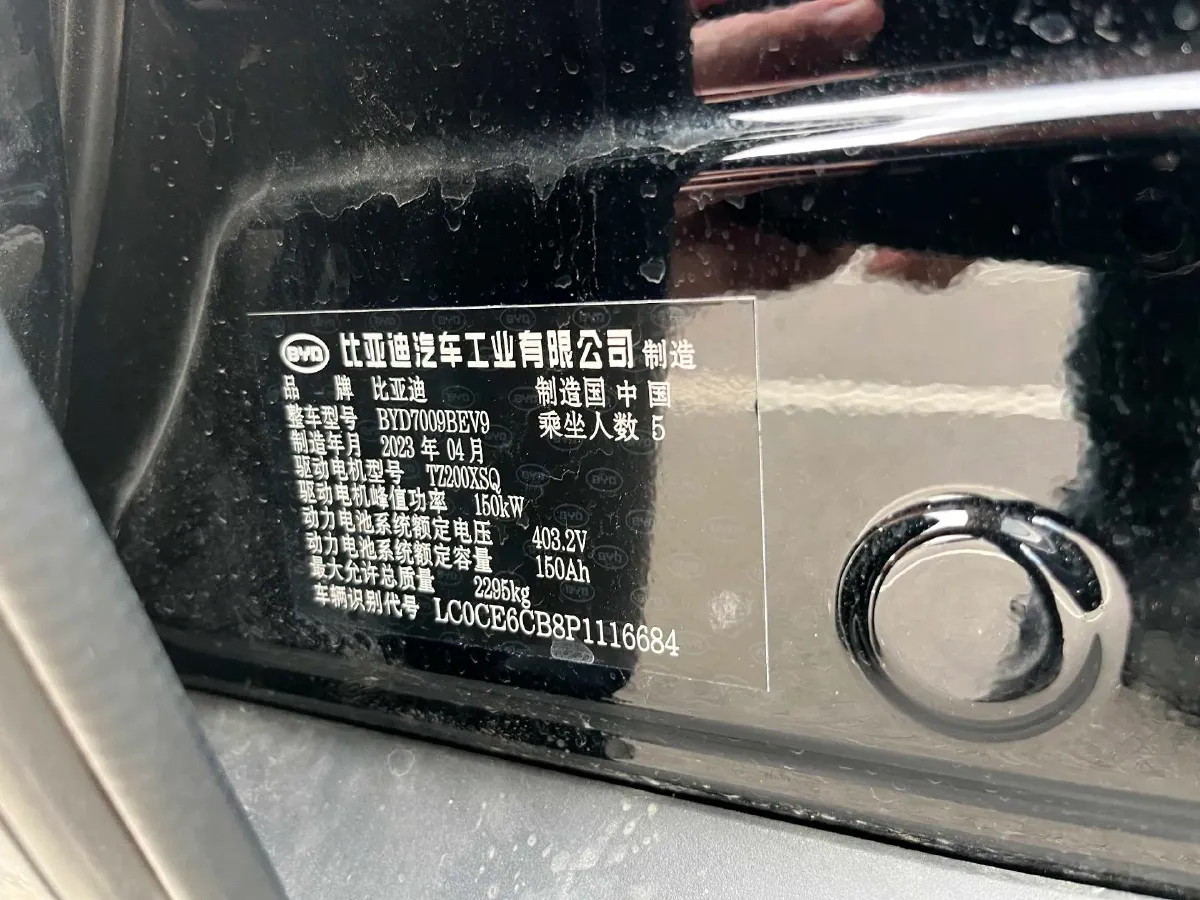 BYD 比亚迪汽车工业有限公司 制造
品 牌 比亚迪 制造国 中国
整车型号 BYD7009BEV9 乘坐人数 5
制造年月 2023 年 04 月
驱动电机型号 TZ200XSQ
驱动电机峰值功率 150kW
动力电池系统额定电压 403.2V
动力电池系统额定容量 150Ah
最大允许总质量 2295kg
车辆识别代号 LC0CE6CB8P1116684